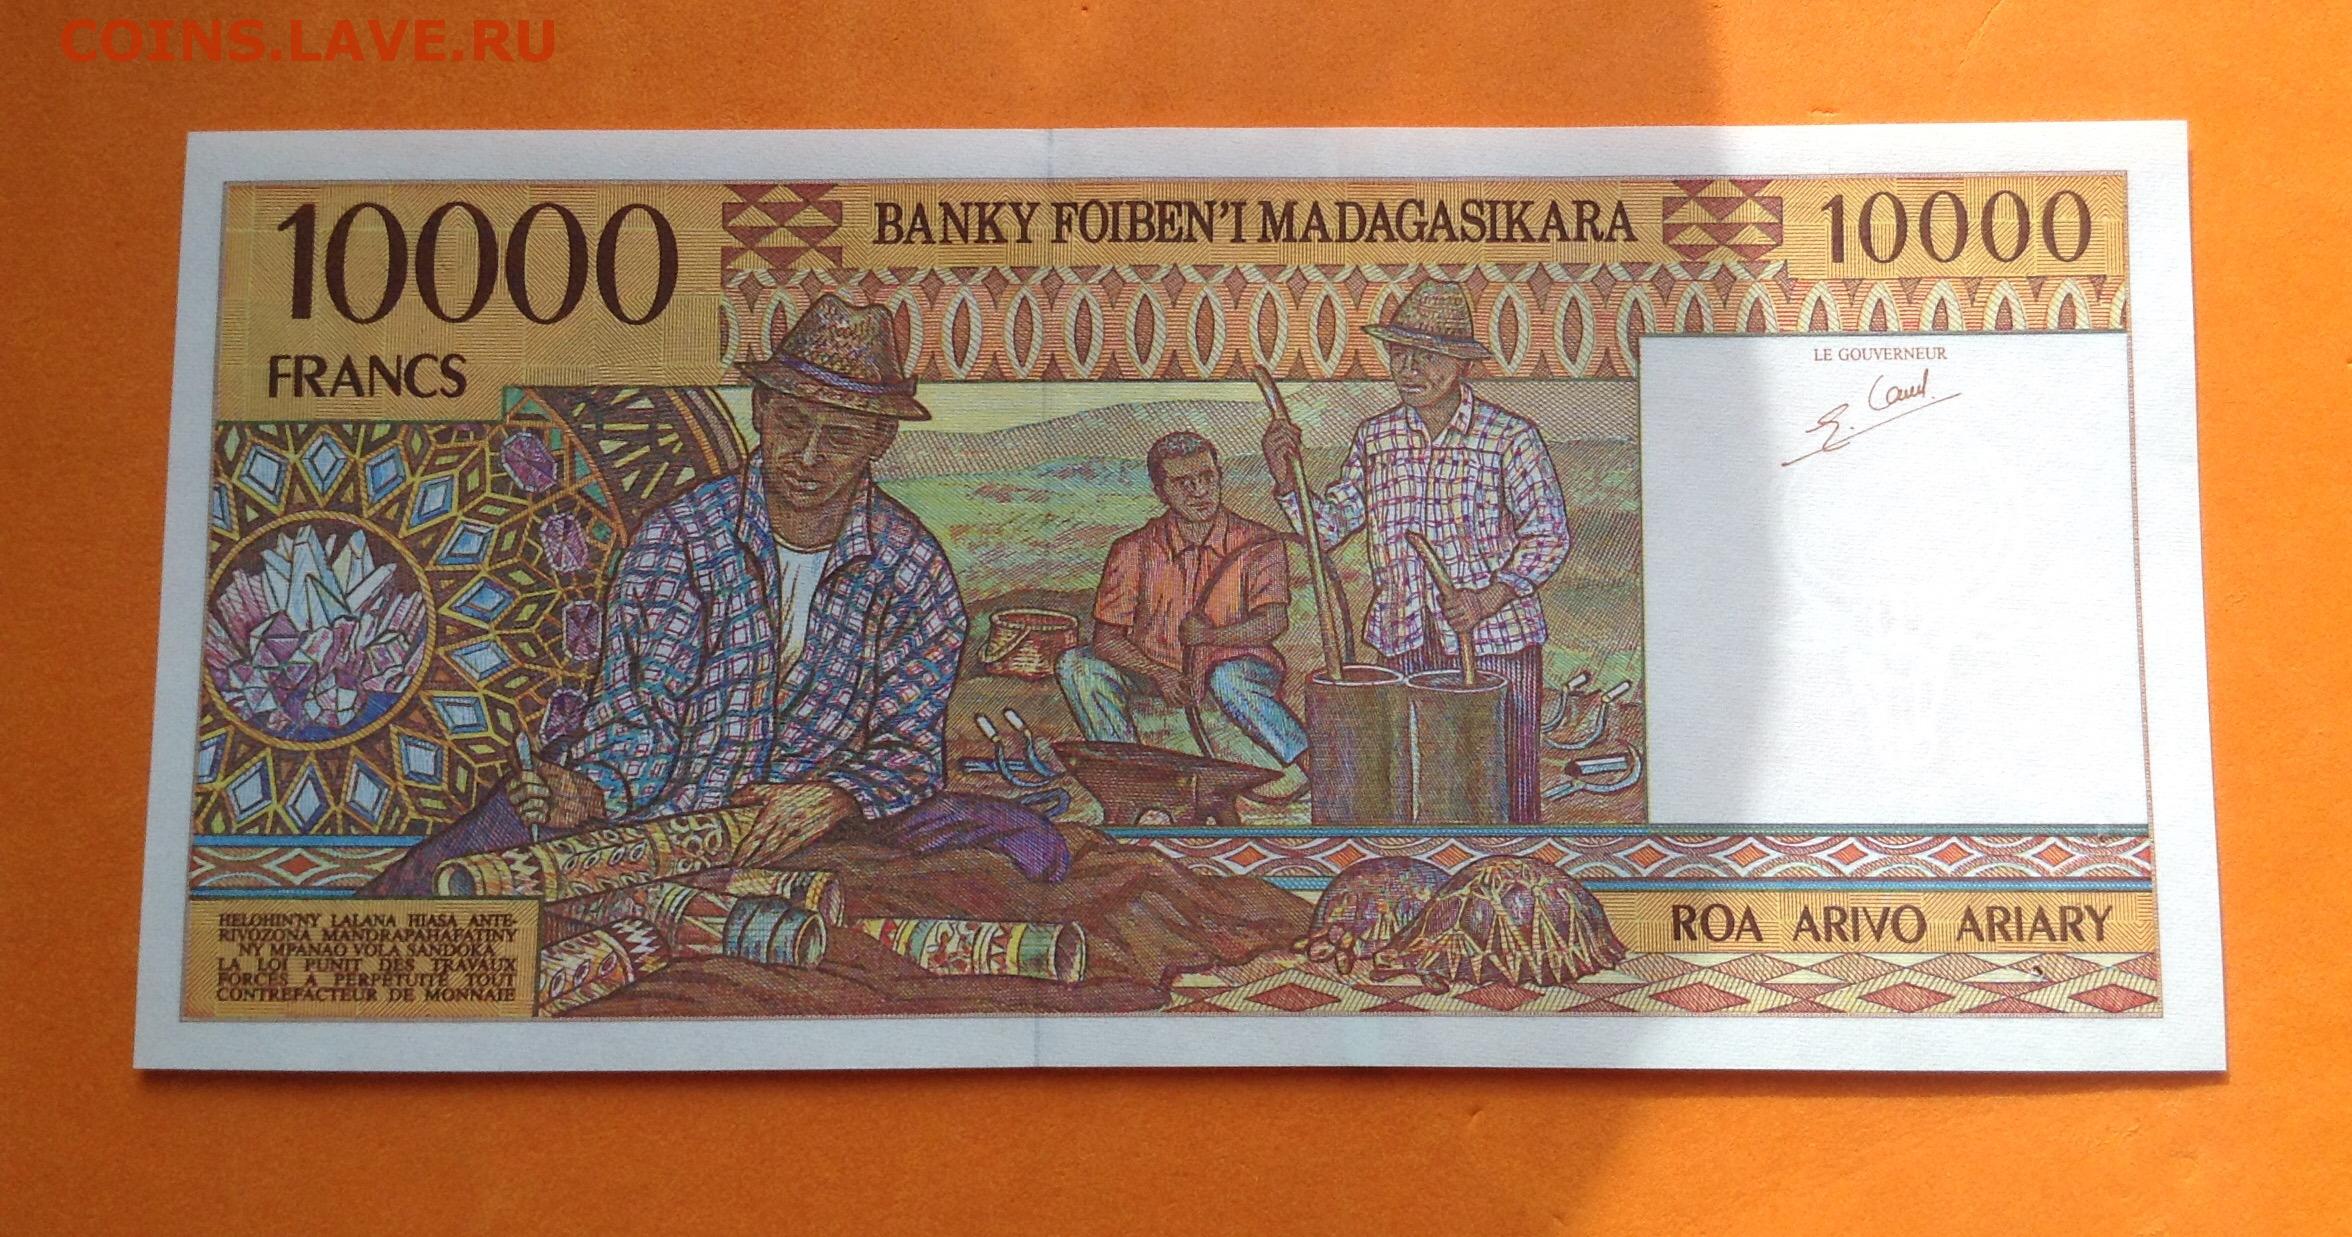 COINS.LAVE.RU
10000
BANKY FOIBEN'I MADAGASIKARA
10000
FRANCS
LE GOUVERNEUR
HELOHIN'NY LALANA HIASA ANTE-
RIVOZONA MANDRAPAHAFATINY
NY MPANAO VOLA SANDOKA
LA LOI PUNIT DES TRAVAUX
FORCES A PERPETUITE TOUT
CONTREFACTEUR DE MONNAIE
ROA ARIVO ARIARY